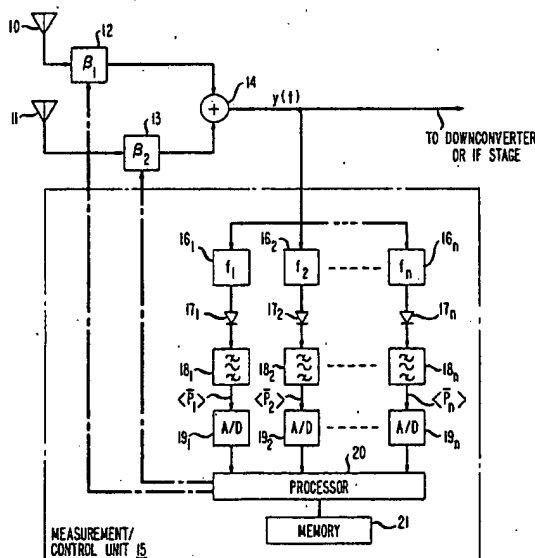 10
12
β1
14
11
13
β2
+
y(t)
TO DOWNCONVERTER
OR IF STAGE
161
f1
162
f2
fn
16n
171
172
17n
181
182
18n
<P̄1>
<P̄2>
<P̄n>
191
A/D
192
A/D
A/D
19n
20
PROCESSOR
MEMORY
21
MEASUREMENT/
CONTROL UNIT 15